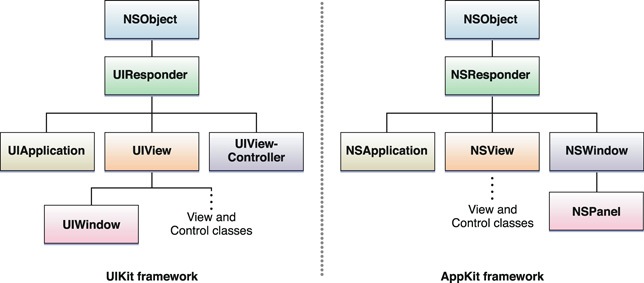 NSObject
UIResponder
UIApplication
UIView
UIView-
Controller
UIWindow
View and
Control classes
UIKit framework
NSObject
NSResponder
NSApplication
NSView
NSWindow
View and
Control classes
NSPanel
AppKit framework